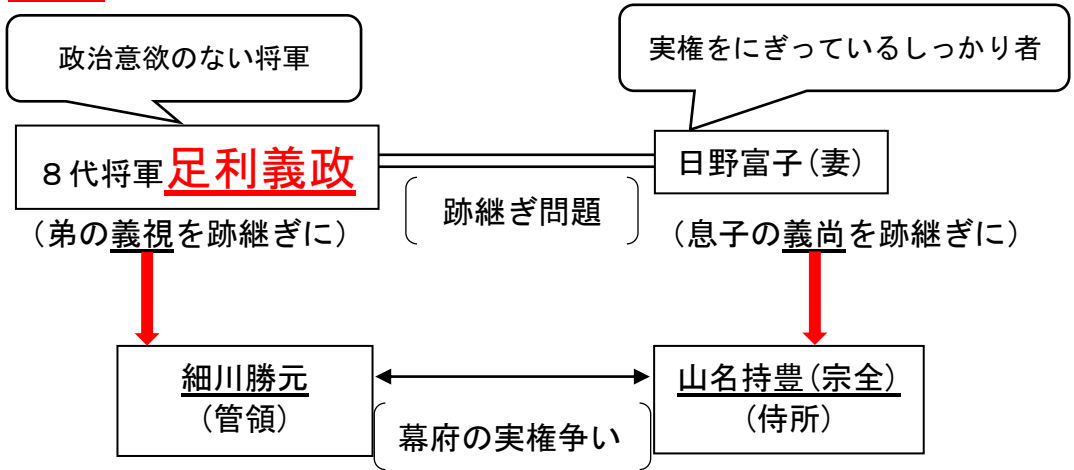 政治意欲のない将軍
実権をにぎっているしっかり者
8代将軍足利義政
日野富子(妻)
跡継ぎ問題
(弟の義視を跡継ぎに)
(息子の義尚を跡継ぎに)
細川勝元
(管領)
山名持豊(宗全)
(侍所)
幕府の実権争い